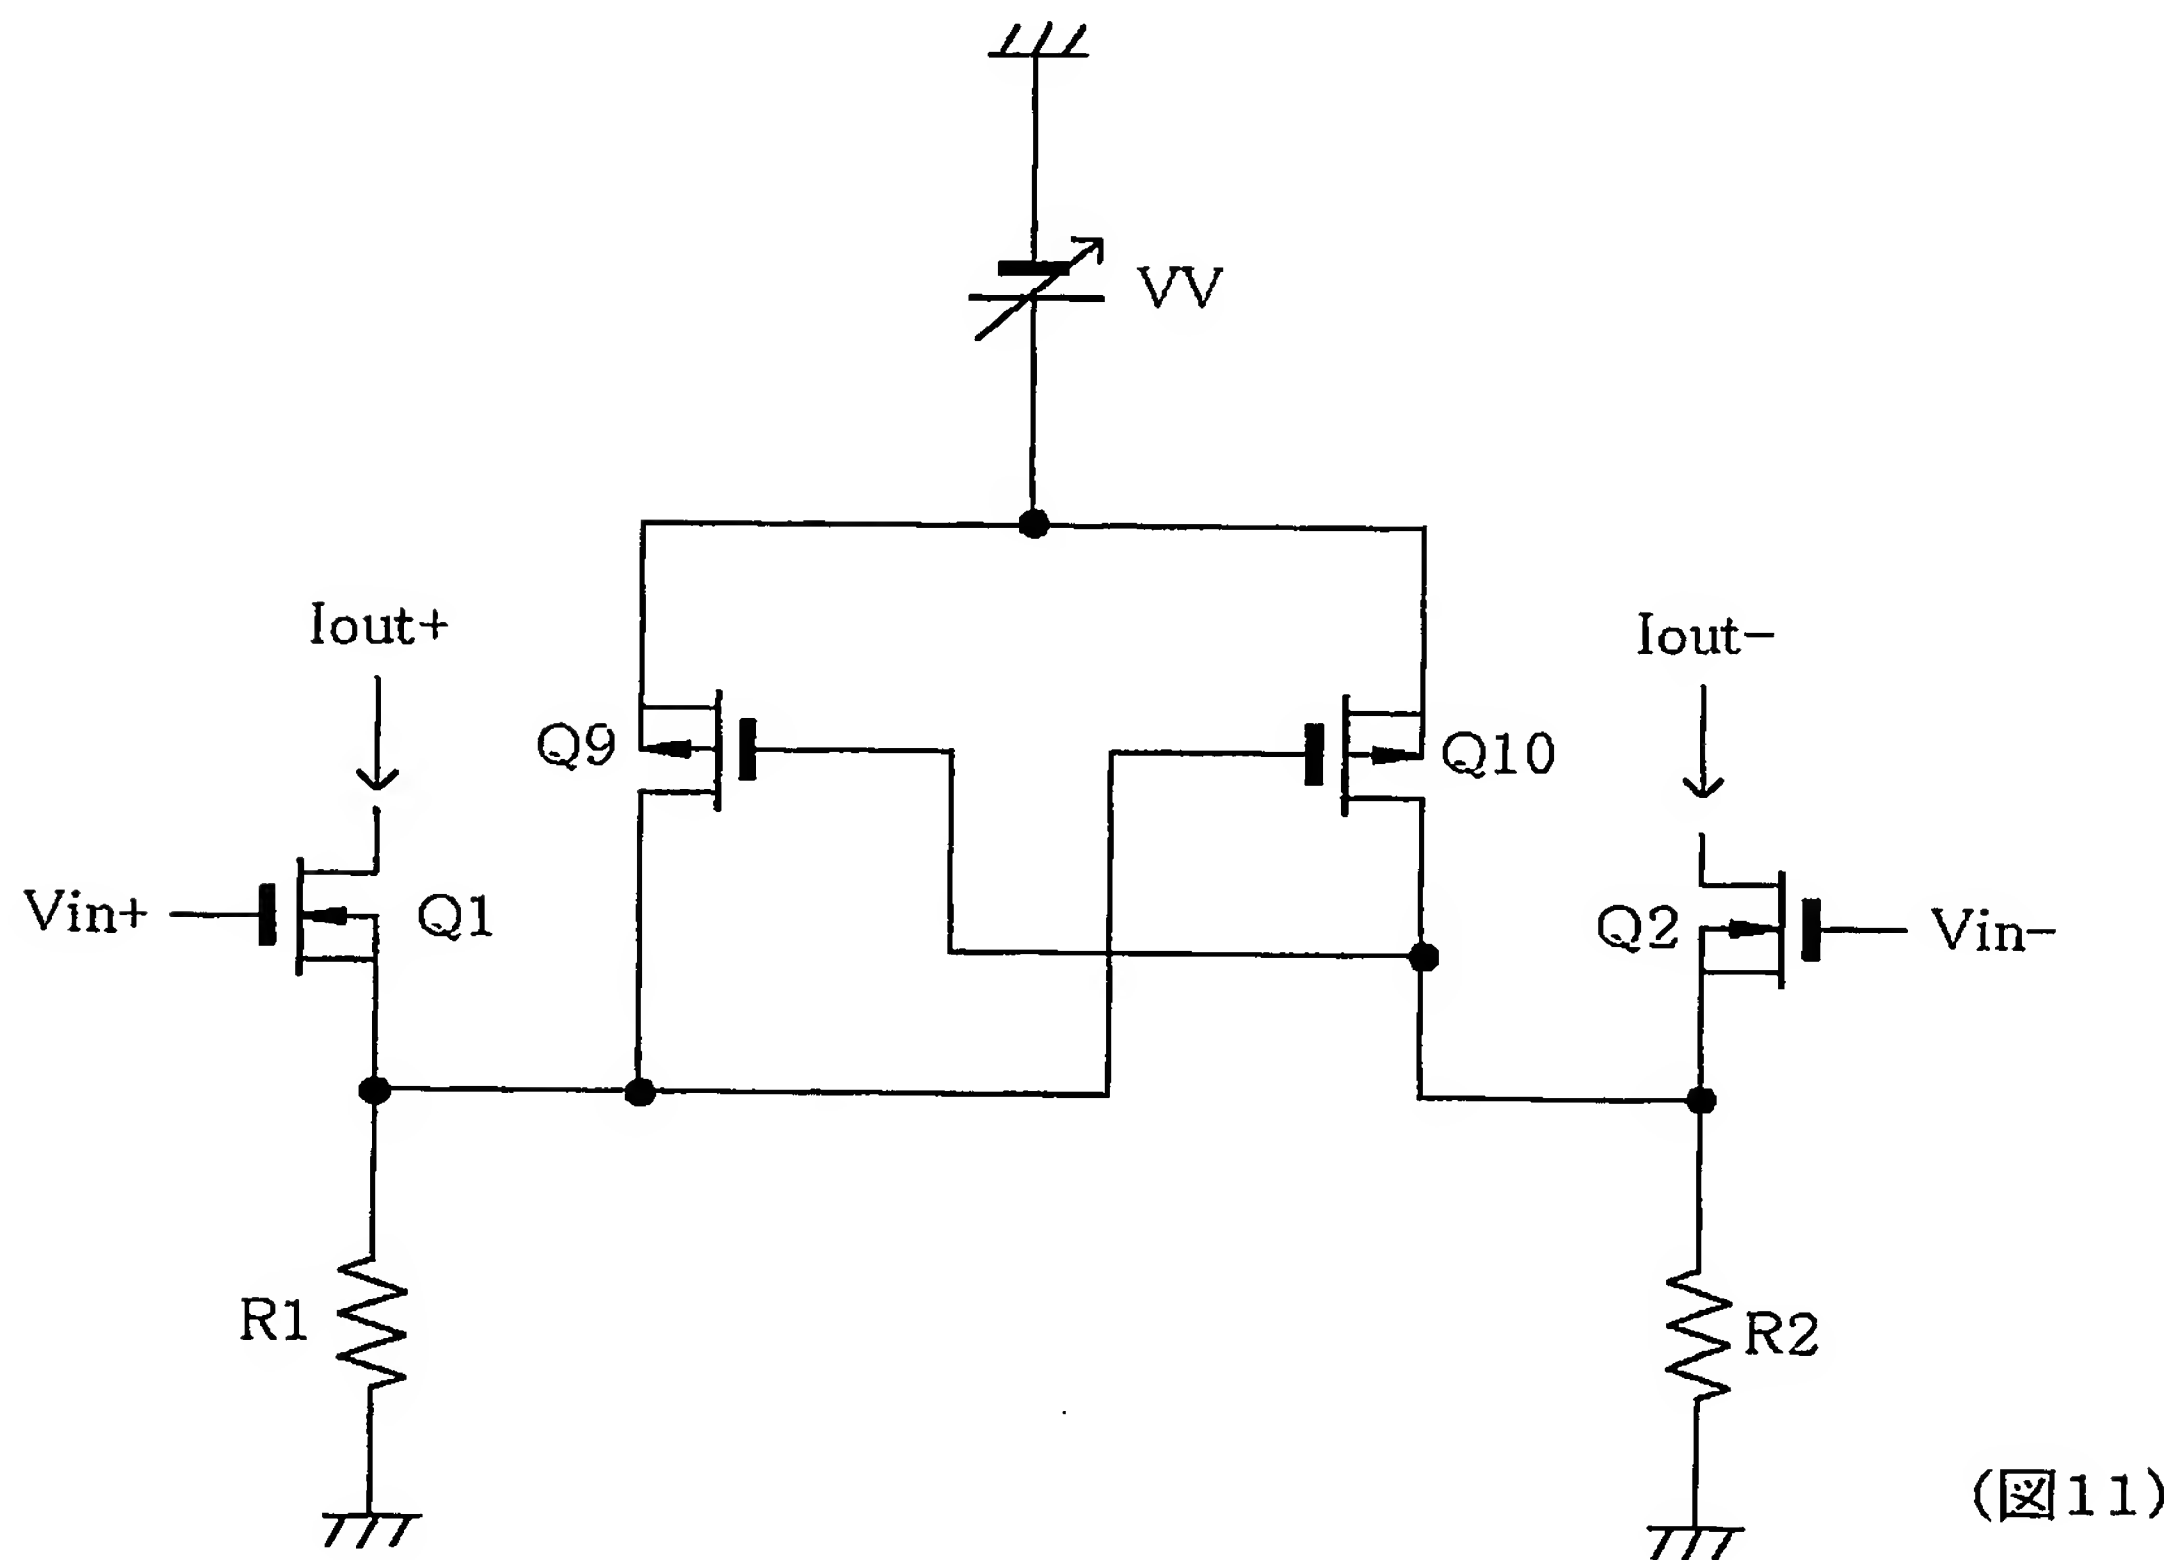 VV
Iout+
Iout-
Q9
Q10
Vin+
Q1
Q2
Vin-
R1
R2
(図11)